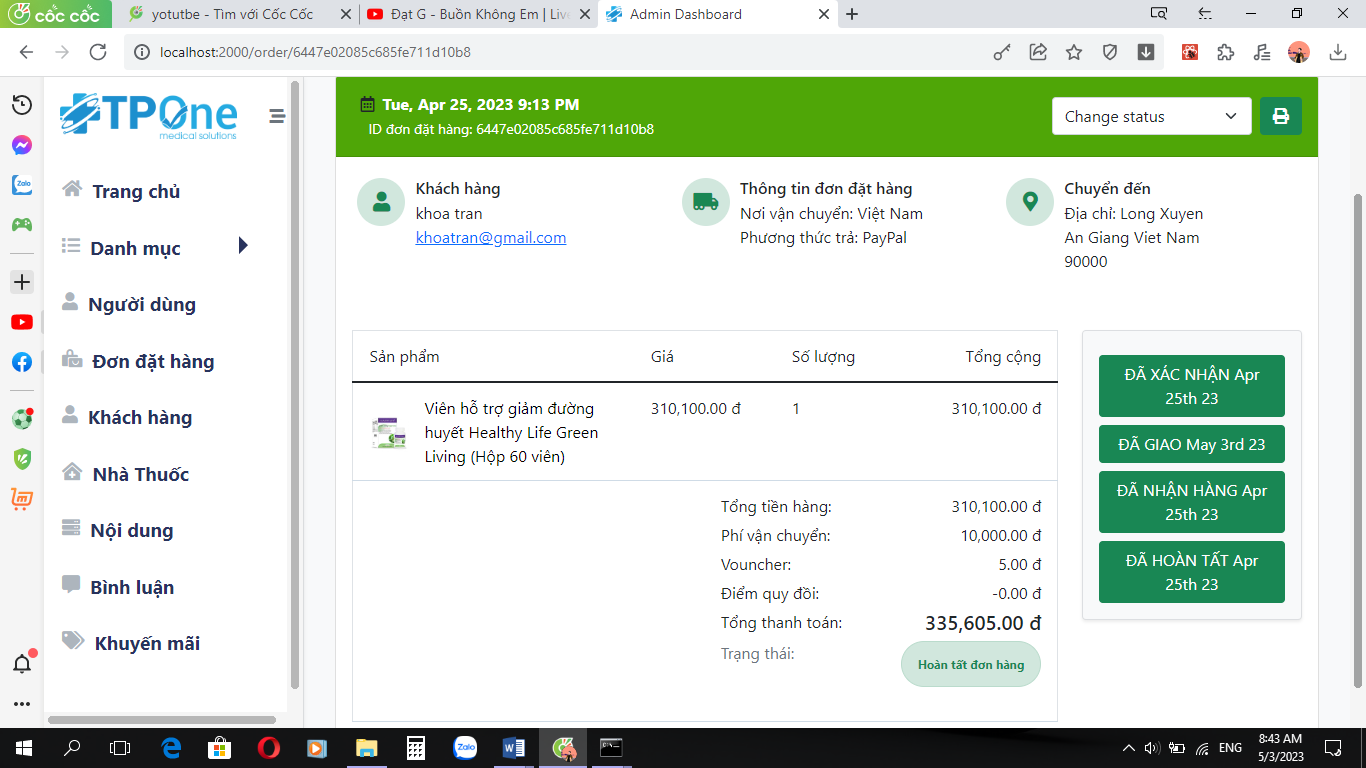 cốc cốc
yotutbe - Tìm với Cốc Cốc
Đạt G - Buồn Không Em | Liv
Admin Dashboard
localhost:2000/order/6447e02085c685fe711d10b8
TPOne
medical solutions
Trang chủ
Danh mục
Người dùng
Đơn đặt hàng
Khách hàng
Nhà Thuốc
Nội dung
Bình luận
Khuyến mãi
Zalo
Tue, Apr 25, 2023 9:13 PM
ID đơn đặt hàng: 6447e02085c685fe711d10b8
Change status
Khách hàng
khoa tran
khoatran@gmail.com
Thông tin đơn đặt hàng
Nơi vận chuyển: Việt Nam
Phương thức trả: PayPal
Chuyển đến
Địa chỉ: Long Xuyen
An Giang Viet Nam
90000
Sản phẩm Giá Số lượng Tổng cộng
Viên hỗ trợ giảm đường
huyết Healthy Life Green
Living (Hộp 60 viên)
310,100.00 đ 1 310,100.00 đ
Tổng tiền hàng: 310,100.00 đ
Phí vận chuyển: 10,000.00 đ
Vouncher: 5.00 đ
Điểm quy đồi: -0.00 đ
Tổng thanh toán: 335,605.00 đ
Trạng thái: Hoàn tất đơn hàng
ĐÃ XÁC NHẬN Apr
25th 23
ĐÃ GIAO May 3rd 23
ĐÃ NHẬN HÀNG Apr
25th 23
ĐÃ HOÀN TẤT Apr
25th 23
Zalo
ENG
8:43 AM
5/3/2023